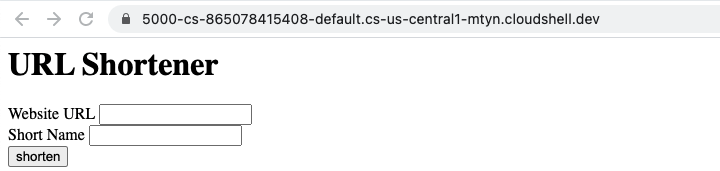 5000-cs-865078415408-default.cs-us-central1-mtyn.cloudshell.dev
URL Shortener
Website URL
Short Name
shorten